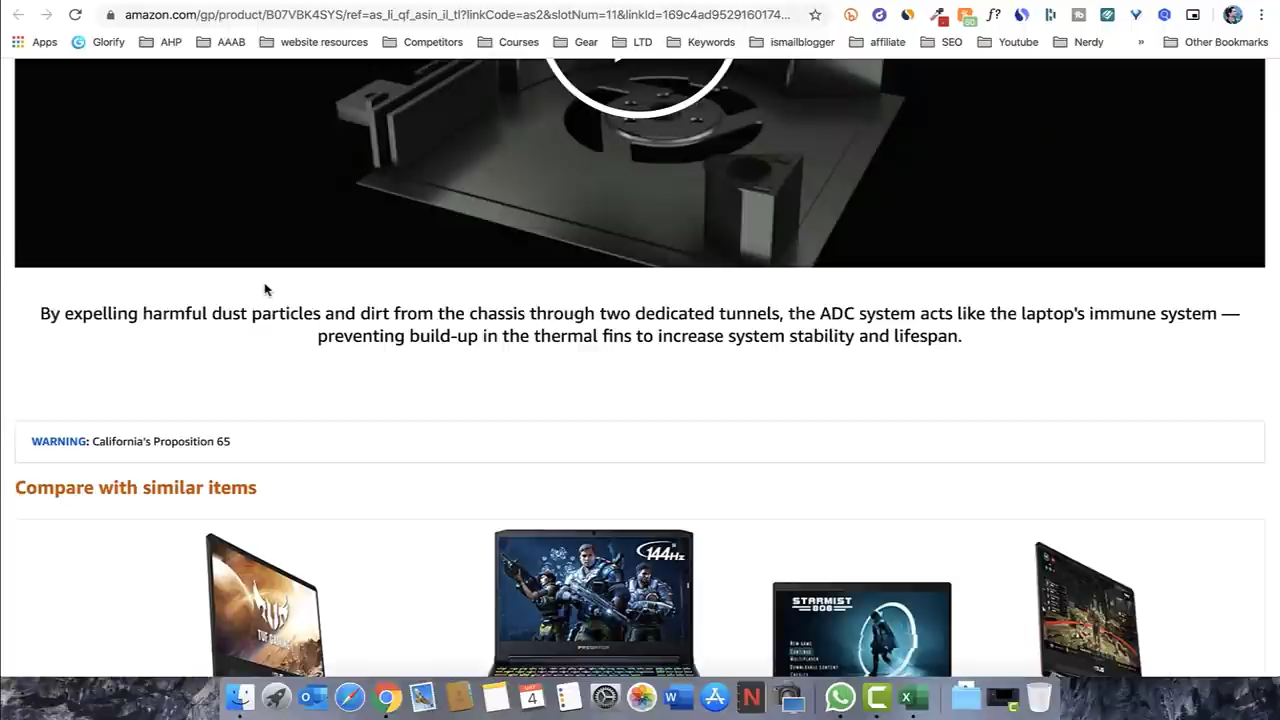 amazon.com/gp/product/B07VBK4SYS/ref=as_li_qf_asin_il_tl?linkCode=as2&slotNum=11&linkId=169c4ad9529160174...
Apps Glorify AHP AAAB website resources Competitors Courses Gear LTD Keywords ismailblogger affiliate SEO Youtube Nerdy » Other Bookmarks
By expelling harmful dust particles and dirt from the chassis through two dedicated tunnels, the ADC system acts like the laptop's immune system —
preventing build-up in the thermal fins to increase system stability and lifespan.
WARNING: California's Proposition 65
Compare with similar items
144Hz
PREDATOR
STARMIST
808